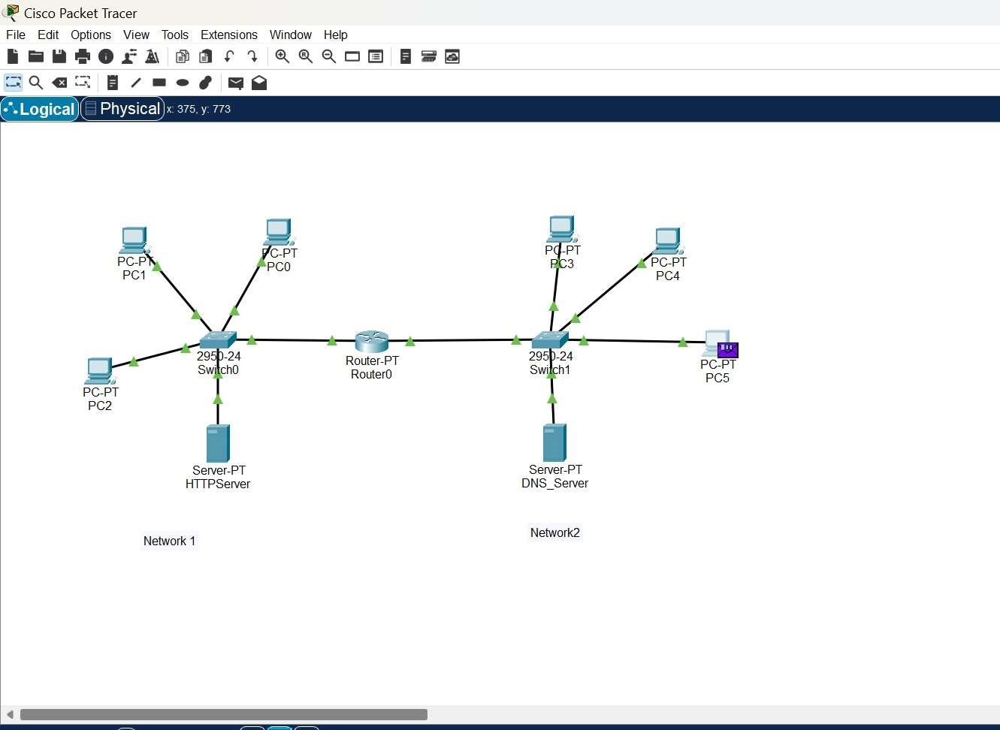 Cisco Packet Tracer
File Edit Options View Tools Extensions Window Help
Logical Physical x: 375, y: 773
PC-PT
PC1
PC-PT
PC0
PC-PT
PC3
PC-PT
PC4
2950-24
Switch0
Router-PT
Router0
2950-24
Switch1
PC-PT
PC5
PC-PT
PC2
Server-PT
HTTPServer
Server-PT
DNS_Server
Network 1
Network2